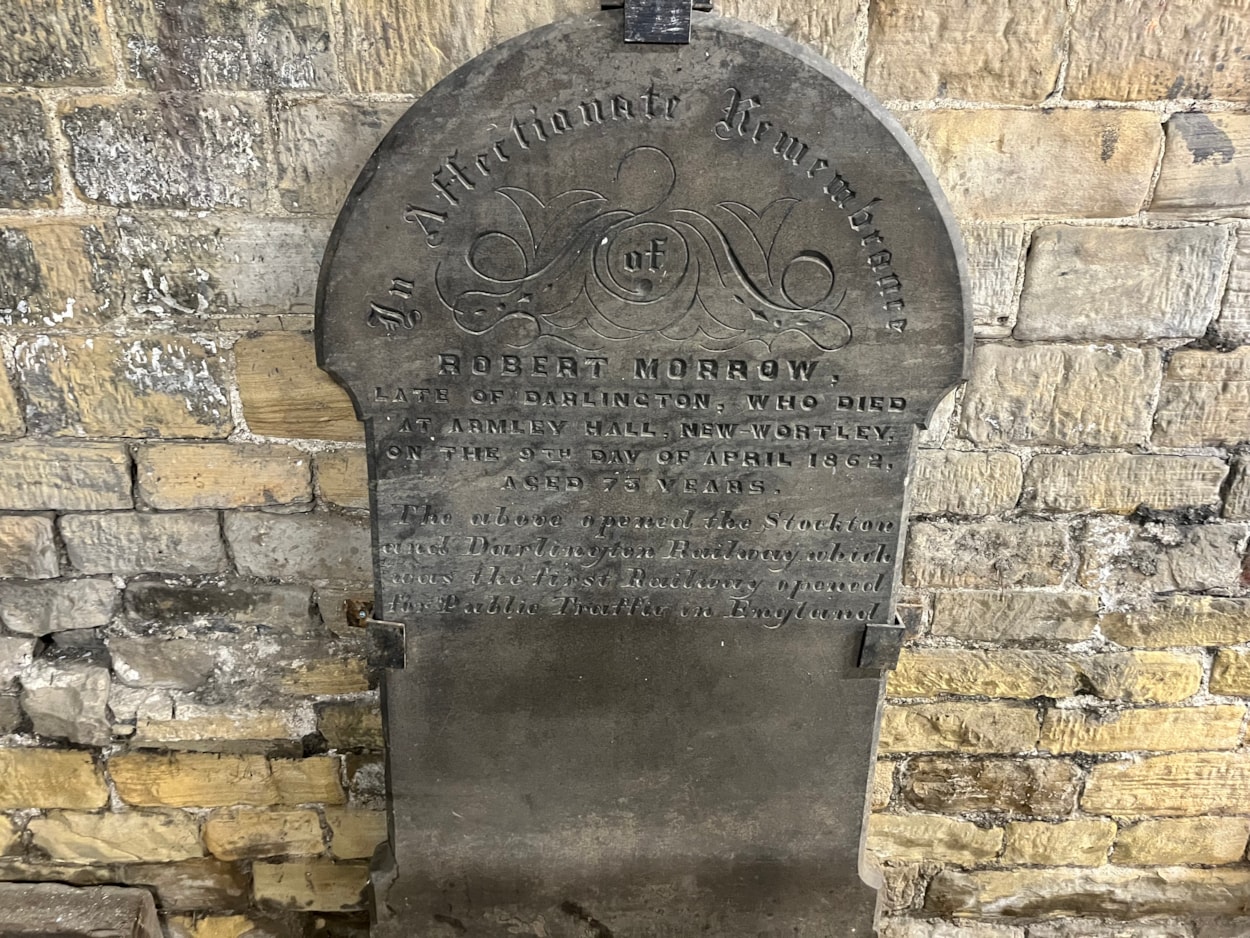 In Affectionate Remembrance
of
ROBERT MORROW,
LATE OF DARLINGTON, WHO DIED
AT ARMLEY HALL, NEW-WORTLEY,
ON THE 9TH DAY OF APRIL 1862,
AGED 73 YEARS.
The above opened the Stockton
and Darlington Railway, which
was the first Railway opened
for Public Traffic in England